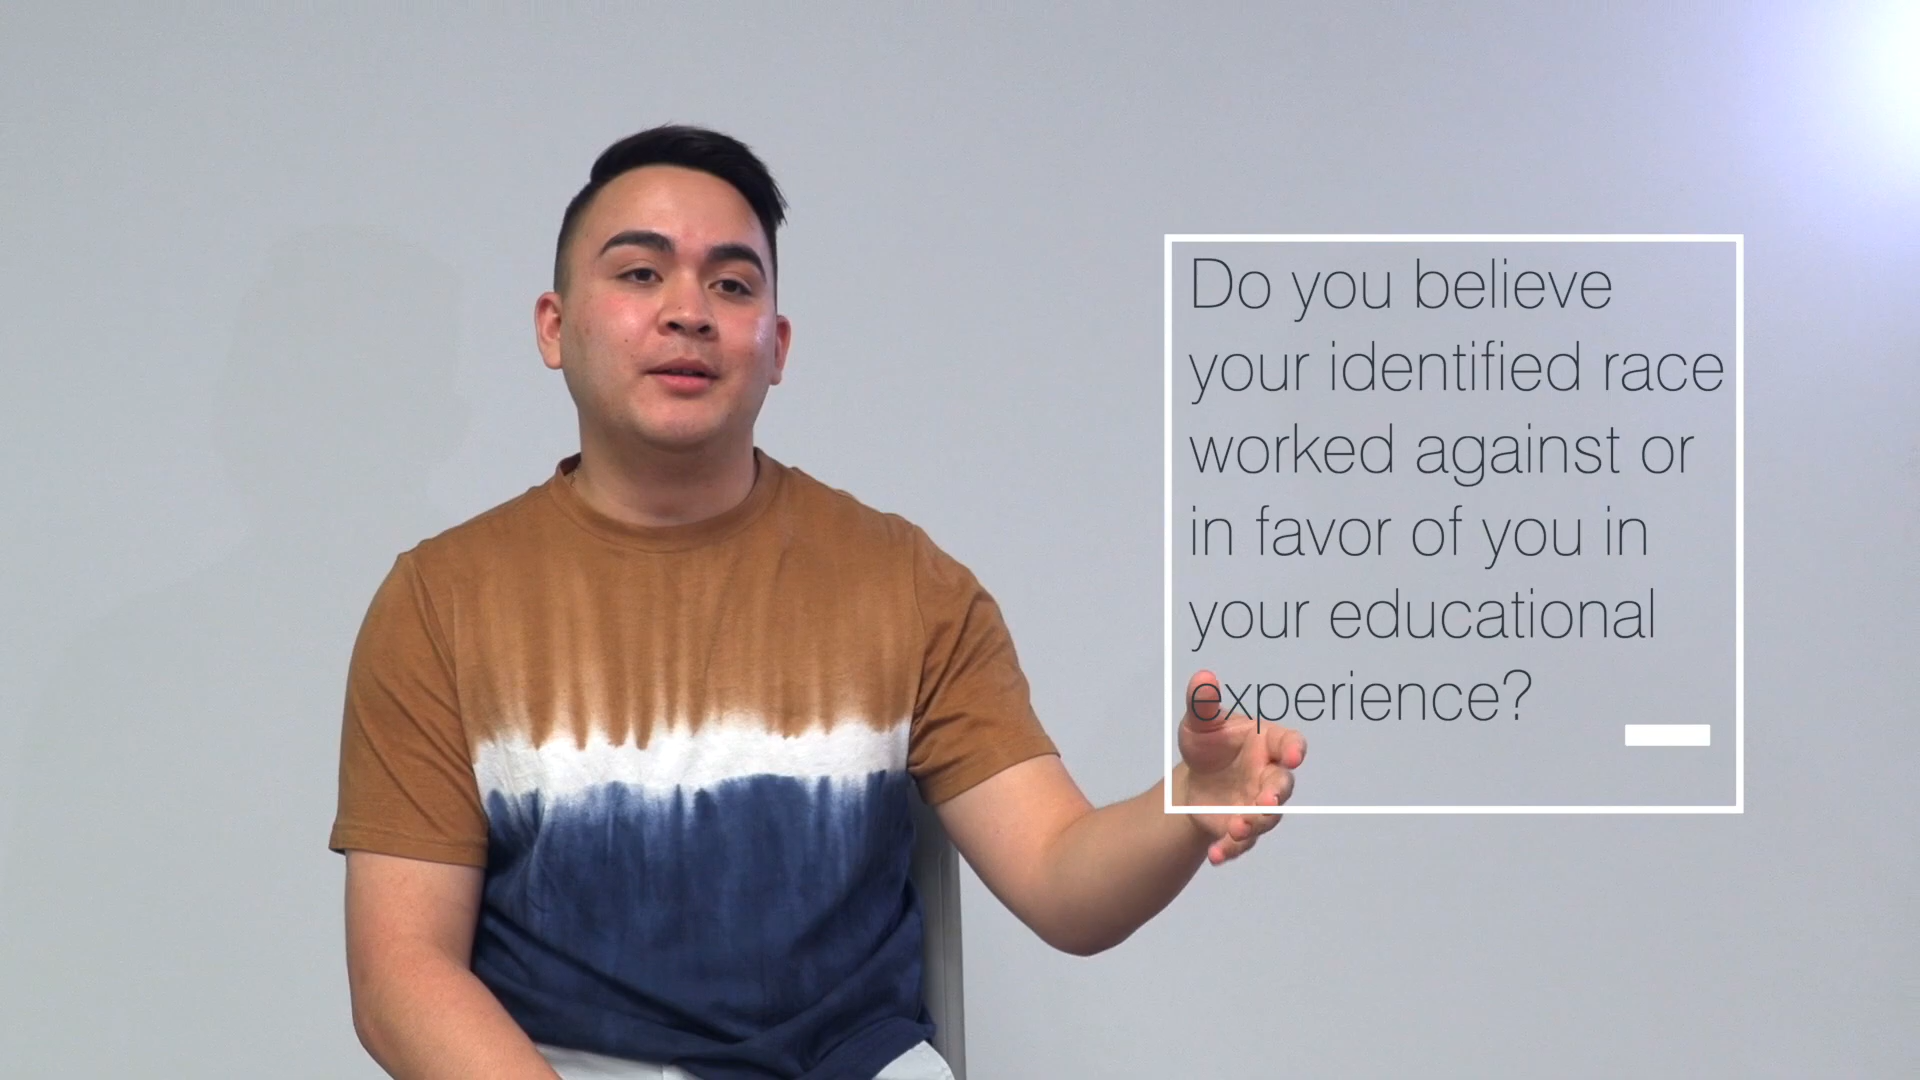 Do you believe
your identified race
worked against or
in favor of you in
your educational
experience?